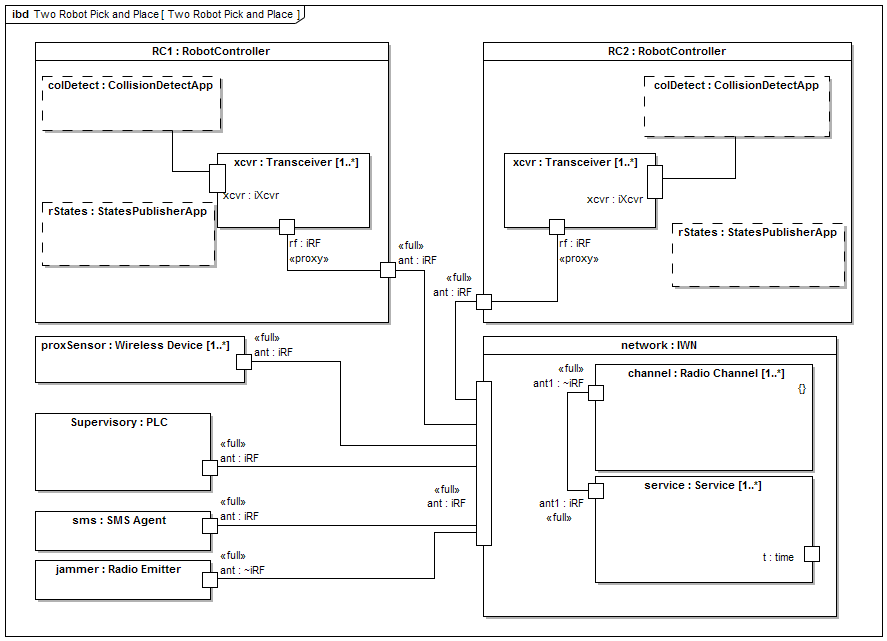 ibd Two Robot Pick and Place [ Two Robot Pick and Place ]
RC1 : RobotController
colDetect : CollisionDetectApp
xcvr : Transceiver [1..*]
xcvr : iXcvr
rStates : StatesPublisherApp
rf : iRF
«proxy»
«full»
ant : iRF
RC2 : RobotController
colDetect : CollisionDetectApp
xcvr : Transceiver [1..*]
xcvr : iXcvr
rStates : StatesPublisherApp
rf : iRF
«proxy»
«full»
ant : iRF
proxSensor : Wireless Device [1..*]
«full»
ant : iRF
Supervisory : PLC
«full»
ant : iRF
sms : SMS Agent
«full»
ant : iRF
jammer : Radio Emitter
«full»
ant : ~iRF
network : IWN
«full»
ant : iRF
channel : Radio Channel [1..*]
{}
«full»
ant1 : ~iRF
service : Service [1..*]
ant1 : iRF
«full»
t : time